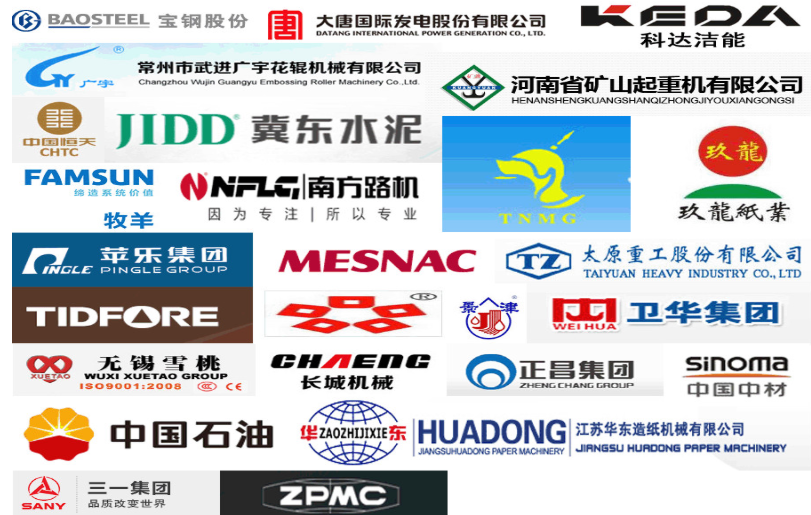 BAOSTEEL 宝钢股份
大唐国际发电股份有限公司
DATANG INTERNATIONAL POWER GENERATION CO., LTD.
KEDA
科达洁能
GY 广宇
®
常州市武进广宇花辊机械有限公司
Changzhou Wujin Guangyu Embossing Roller Machinery Co.,Ltd.
KUANGYUAN
河南省矿山起重机有限公司
HENANSHENGKUANGSHANQIZHONGJIYOUXIANGONGSI
中国恒天
CHTC
JIDD® 冀东水泥
TNMG
玖龍
玖龍紙業
FAMSUN
缔造系统价值
牧羊
NFLG 南方路机
因为专注 | 所以专业
PINGLE
苹乐集团
PINGLE GROUP
MESNAC
TZ
太原重工股份有限公司
TAIYUAN HEAVY INDUSTRY CO., LTD
TIDFORE
®
景津
®
WEI HUA
卫华集团
XUETAO
无锡雪桃
WUXI XUETAO GROUP
ISO9001:2008 CCC CE
CHAENG
长城机械
正昌集团
ZHENG CHANG GROUP
sinoma
中国中材
中国石油
华ZAOZHIJIXIE东
HUADONG
JIANGSUHUADONG PAPER MACHINERY
江苏华东造纸机械有限公司
JIANGSU HUADONG PAPER MACHINERY
SANY
三一集团
品质改变世界
ZPMC